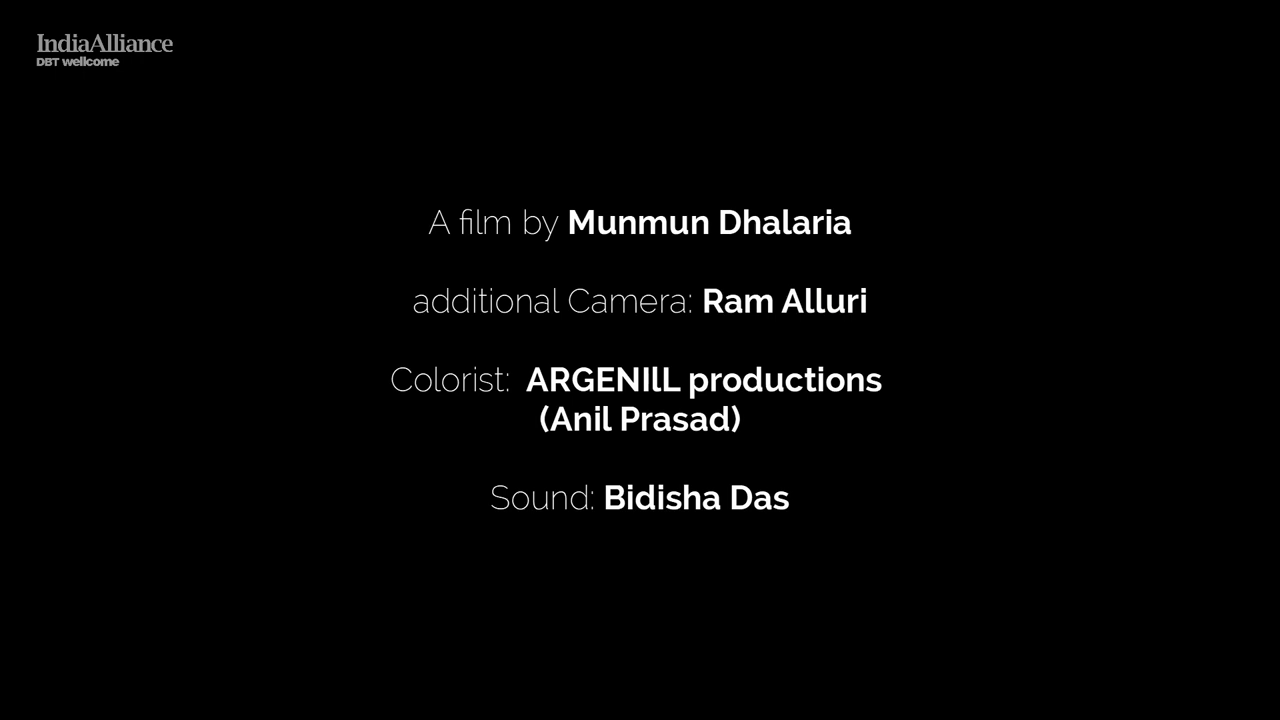 IndiaAlliance
DBT wellcome
A film by Munmun Dhalaria
additional Camera: Ram Alluri
Colorist: ARGENIlL productions
(Anil Prasad)
Sound: Bidisha Das